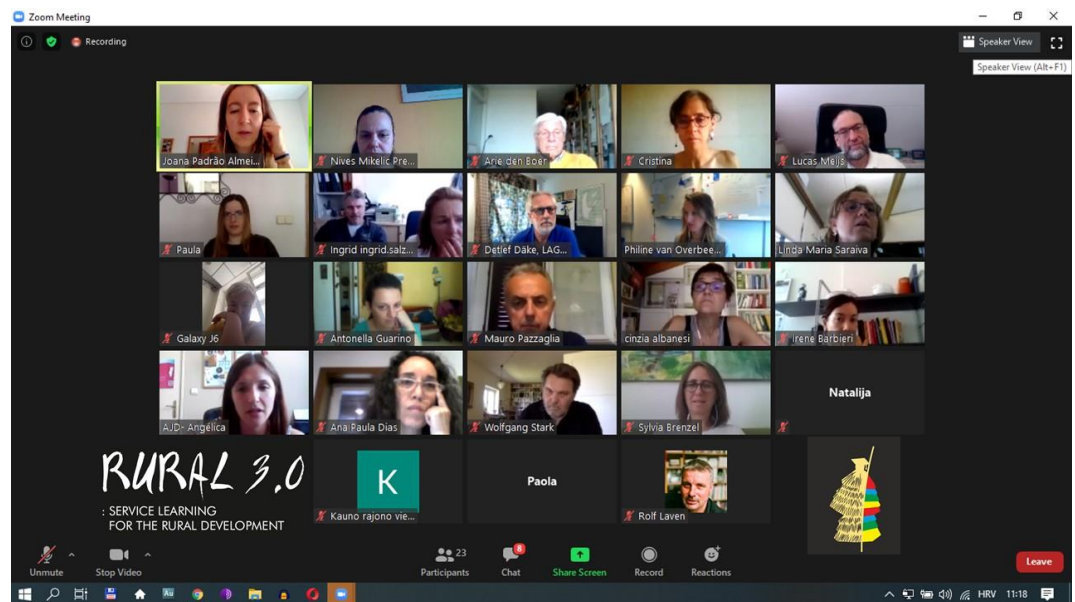 Zoom Meeting
Recording
Speaker View
Speaker View (Alt+F1)
Joana Padrão Almei...
Nives Mikelic Pre...
Arie den Boer
Cristina
Lucas Meijs
Paula
Ingrid ingrid.salz...
Detlef Däke, LAG...
Philine van Overbee...
Linda Maria Saraiva
Galaxy J6
Antonella Guarino
Mauro Pazzaglia
cinzia albanesi
Irene Barbieri
AJD- Angélica
Ana Paula Dias
Wolfgang Stark
Sylvia Brenzel
Natalija
RURAL 3.0
: SERVICE LEARNING
FOR THE RURAL DEVELOPMENT
K
Kauno rajono vie...
Paola
Rolf Laven
Unmute
Stop Video
23
Participants
8
Chat
Share Screen
Record
Reactions
Leave
Au
HRV
11:18